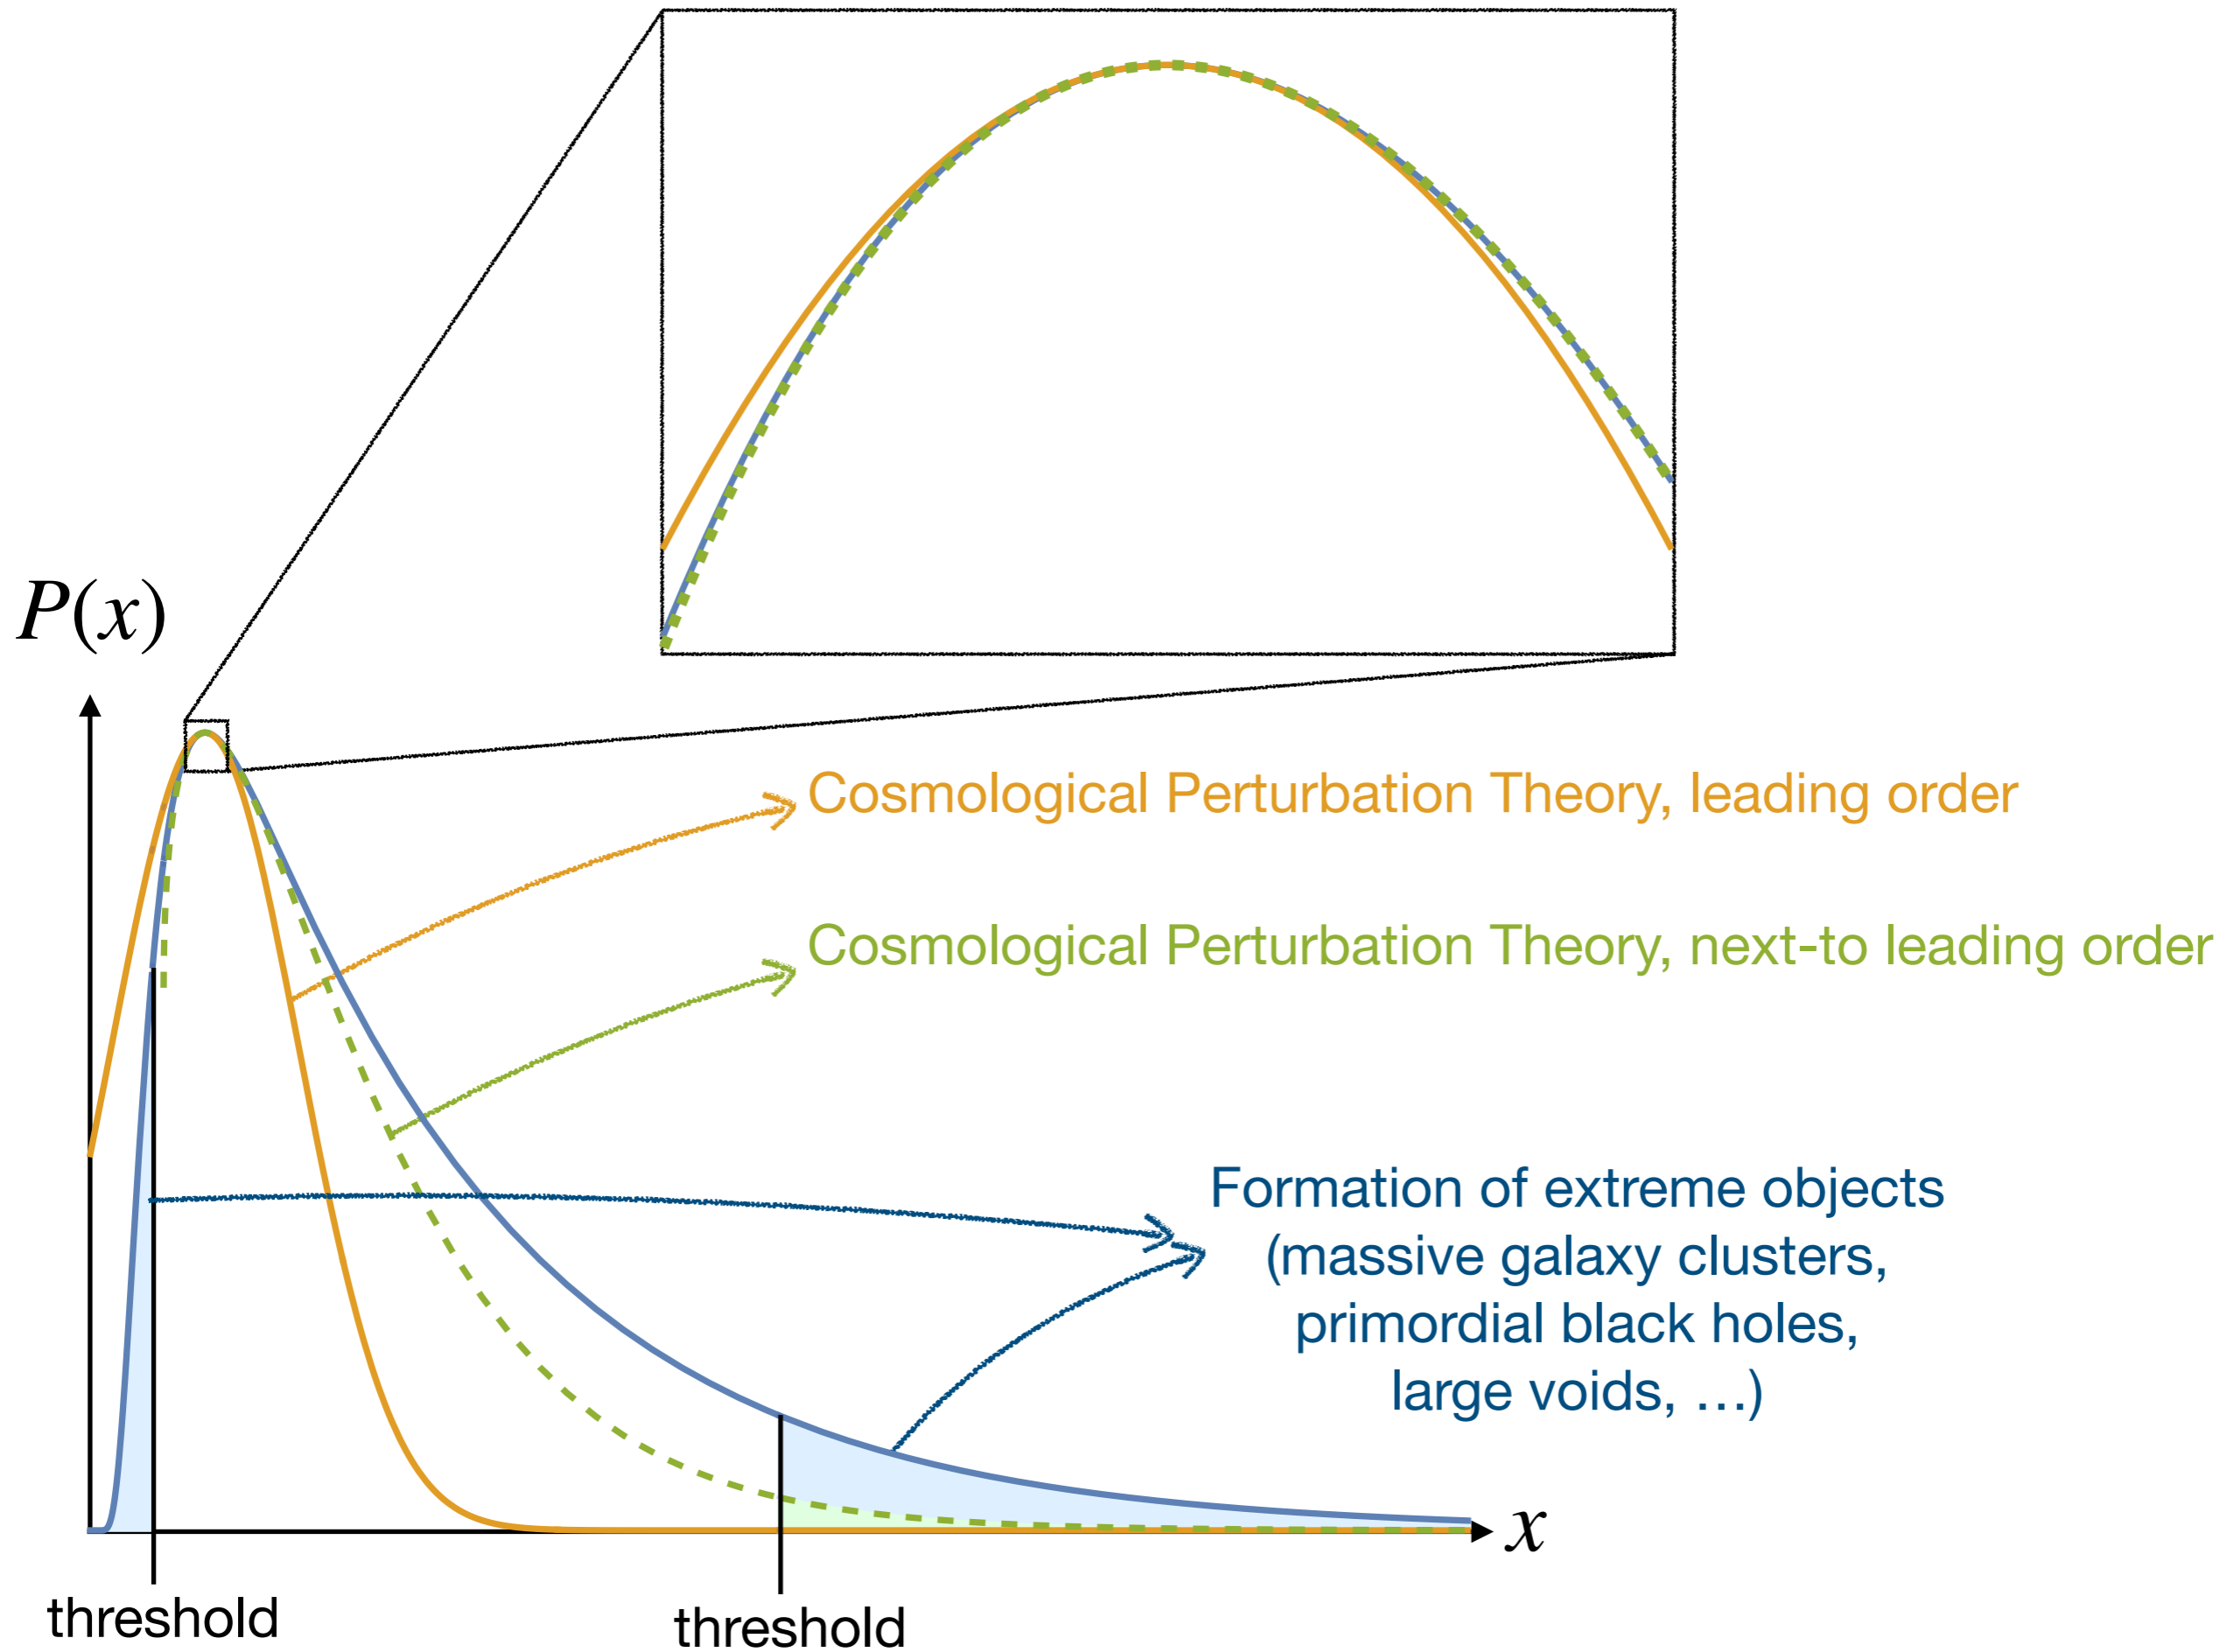 P(x)
Cosmological Perturbation Theory, leading order
Cosmological Perturbation Theory, next-to leading order
Formation of extreme objects
(massive galaxy clusters,
primordial black holes,
large voids, …)
x
threshold
threshold